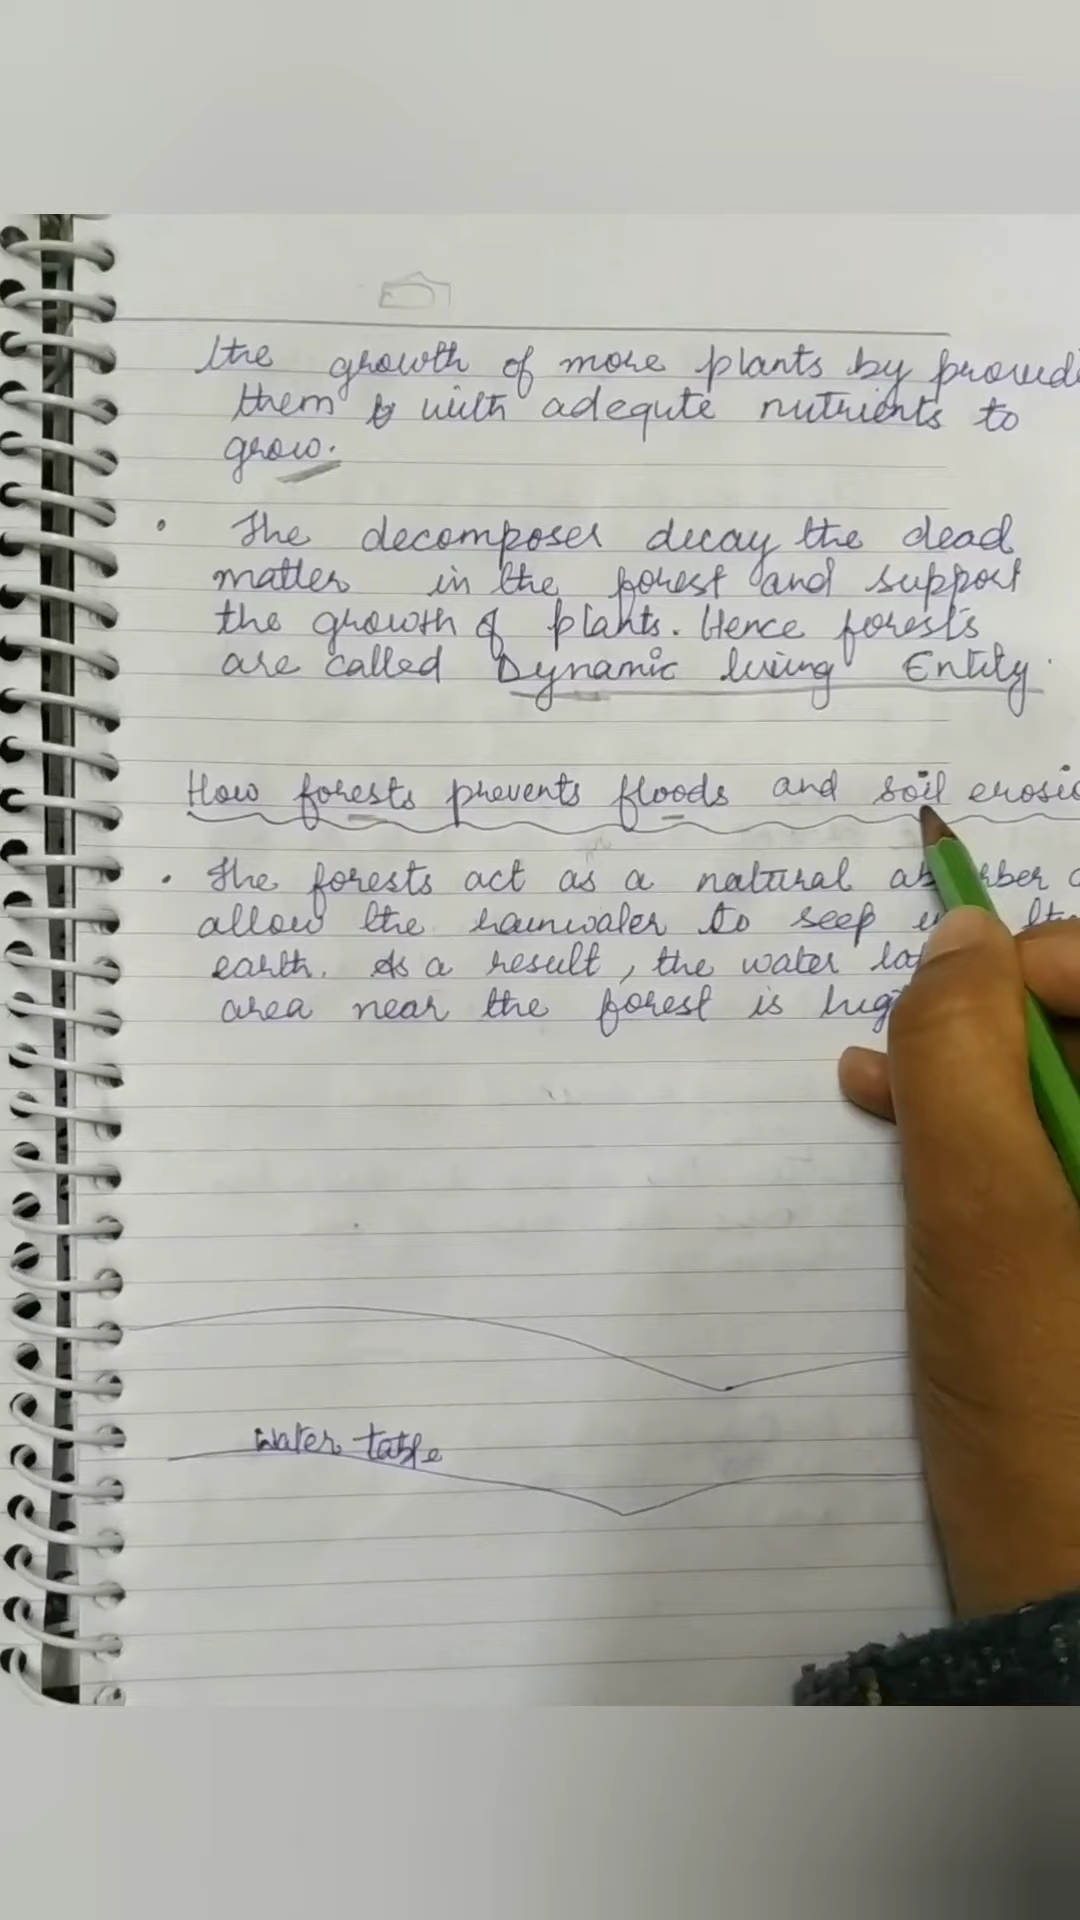 the growth of more plants by provid
them with adequte nutrients to
grow.
• The decomposer decay the dead
matter in the forest and support
the growth of plants. Hence forests
are called Dynamic living Entity.
How forests prevents floods and soil erosio
• The forests act as a natural absorber
allow the rainwater to seep
earth. As a result, the water
area near the forest is
Water table